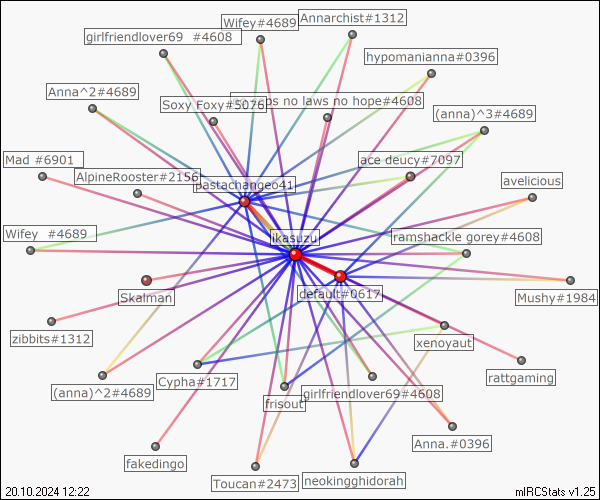 Wifey#4689
Annarchist#1312
girlfriendlover69 #4608
hypomanianna#0396
Anna^2#4689
Soxy Foxy#5076
ps no laws no hope#4608
(anna)^3#4689
Mad #6901
AlpineRooster#2156
ace deucy#7097
pastachangeo41
avelicious
Wifey #4689
jikasuzu
ramshackle gorey#4608
Skalman
default#0617
Mushy#1984
zibbits#1312
xenoyaut
rattgaming
(anna)^2#4689
Cypha#1717
girlfriendlover69#4608
frisout
Anna.#0396
fakedingo
Toucan#2473
neokingghidorah
20.10.2024 12:22
mIRCStats v1.25